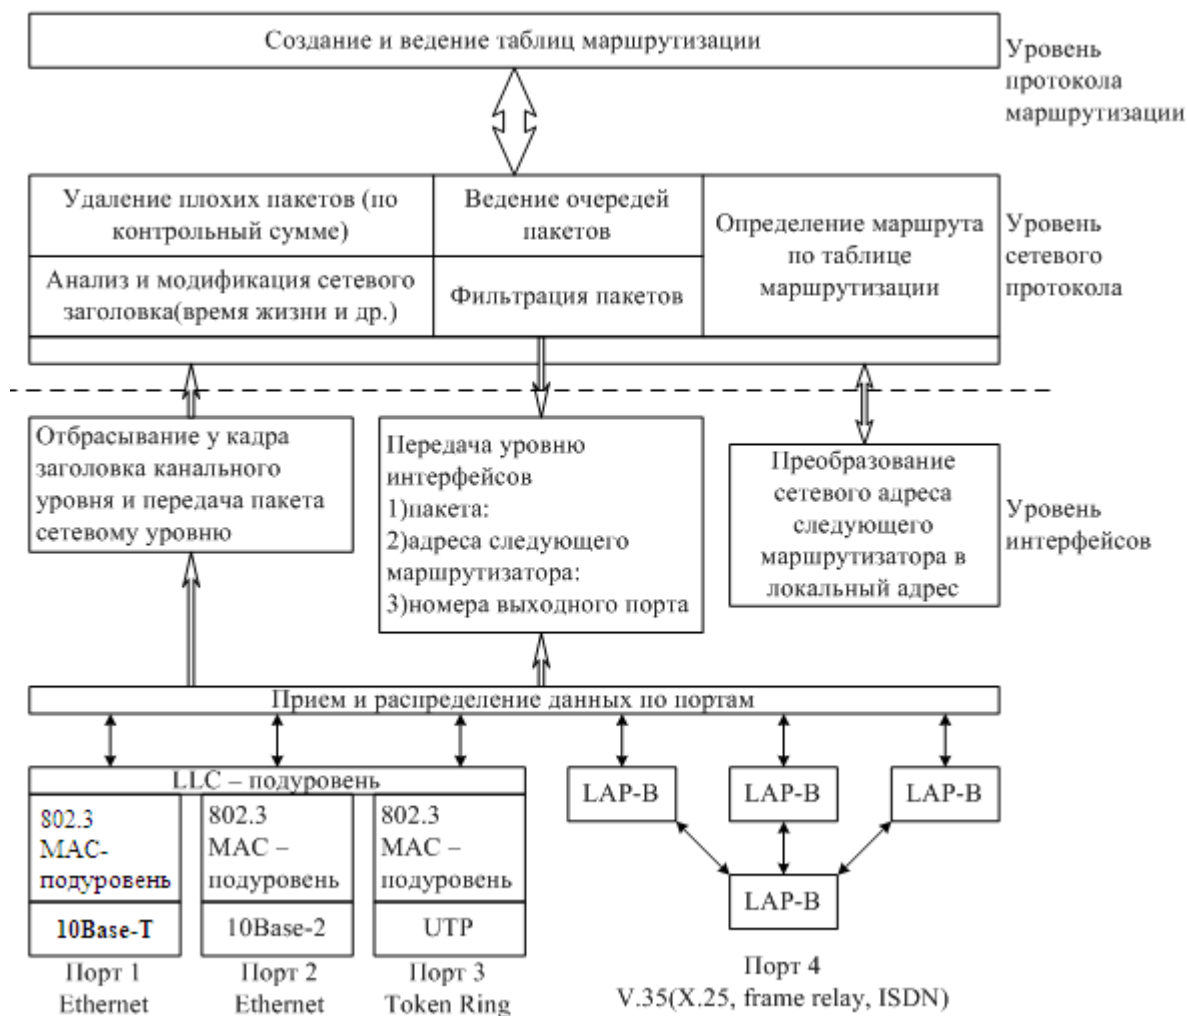 Создание и ведение таблиц маршрутизации
Уровень
протокола
маршрутизации
Удаление плохих пакетов (по
контрольный сумме)
Ведение очередей
пакетов
Определение маршрута
по таблице
маршрутизации
Уровень
сетевого
протокола
Анализ и модификация сетевого
заголовка(время жизни и др.)
Фильтрация пакетов
Отбрасывание у кадра
заголовка канального
уровня и передача пакета
сетевому уровню
Передача уровню
интерфейсов
1)пакета:
2)адреса следующего
маршрутизатора:
3)номера выходного порта
Преобразование
сетевого адреса
следующего
маршрутизатора в
локальный адрес
Уровень
интерфейсов
Прием и распределение данных по портам
LLC – подуровень
802.3
MAC-
подуровень
802.3
MAC –
подуровень
802.3
MAC –
подуровень
LAP-B
LAP-B
LAP-B
LAP-B
10Base-T
10Base-2
UTP
Порт 1
Ethernet
Порт 2
Ethernet
Порт 3
Token Ring
Порт 4
V.35(X.25, frame relay, ISDN)